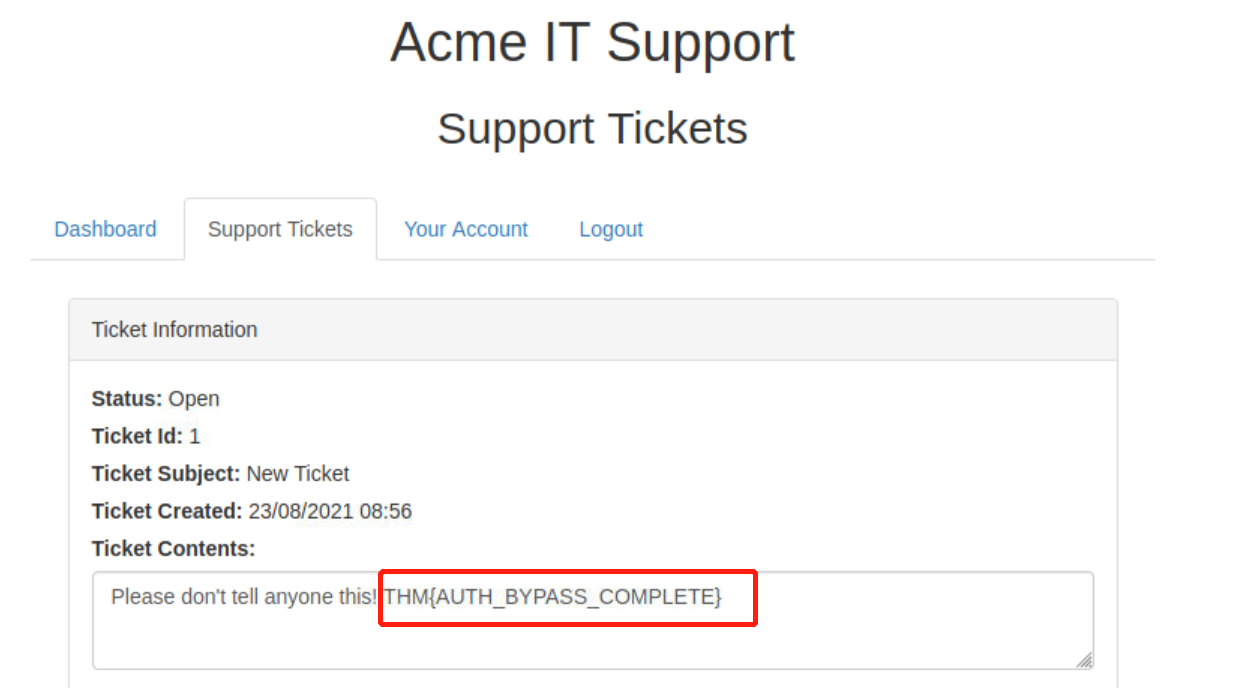 Acme IT Support
Support Tickets
Dashboard Support Tickets Your Account Logout
Ticket Information
Status: Open
Ticket Id: 1
Ticket Subject: New Ticket
Ticket Created: 23/08/2021 08:56
Ticket Contents:
Please don't tell anyone this! THM{AUTH_BYPASS_COMPLETE}